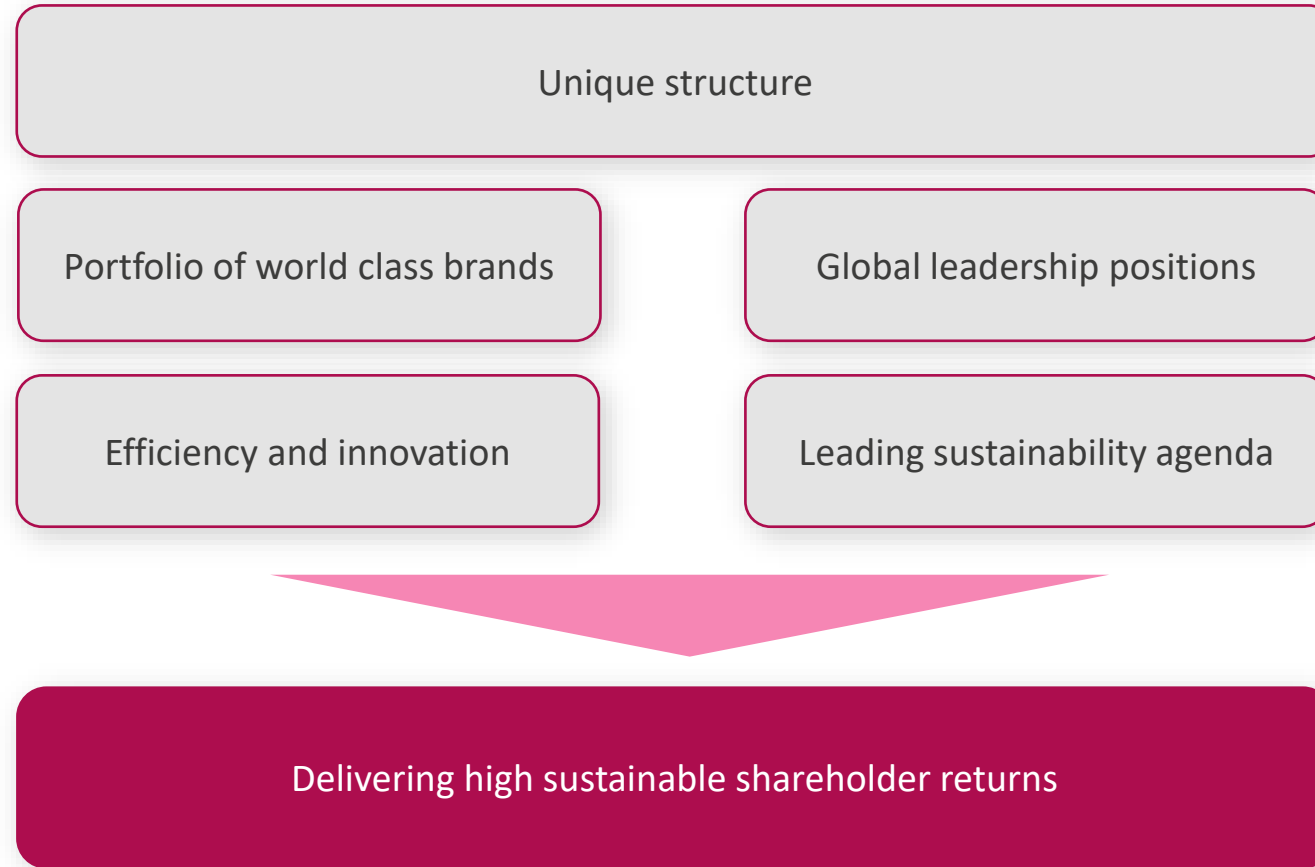 Unique structure
Portfolio of world class brands
Global leadership positions
Efficiency and innovation
Leading sustainability agenda
Delivering high sustainable shareholder returns